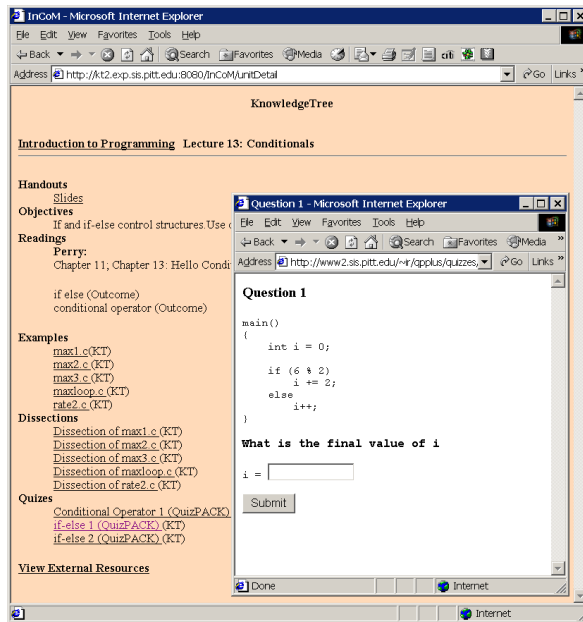 InCoM - Microsoft Internet Explorer
File Edit View Favorites Tools Help
Back Search Favorites Media
Address http://kt2.exp.sis.pitt.edu:8080/InCoM/unitDetail Go Links »
KnowledgeTree
Introduction to Programming Lecture 13: Conditionals
Handouts
Slides
Objectives
If and if-else control structures.Use
Readings
Perry:
Chapter 11; Chapter 13: Hello Condi
if else (Outcome)
conditional operator (Outcome)
Examples
max1.c(KT)
max2.c (KT)
max3.c (KT)
maxloop.c (KT)
rate2.c (KT)
Dissections
Dissection of max1.c (KT)
Dissection of max2.c (KT)
Dissection of max3.c (KT)
Dissection of maxloop.c (KT)
Dissection of rate2.c (KT)
Quizes
Conditional Operator 1 (QuizPACK)
if-else 1 (QuizPACK) (KT)
if-else 2 (QuizPACK) (KT)
View External Resources
Internet
Question 1 - Microsoft Internet Explorer
File Edit View Favorites Tools Help »
Back Search Favorites Media »
Address http://www2.sis.pitt.edu/~ir/qpplus/quizzes, Go Links »
Question 1
main()
{
int i = 0;
if (6 % 2)
i += 2;
else
i++;
}
What is the final value of i
i =
Submit
Done Internet